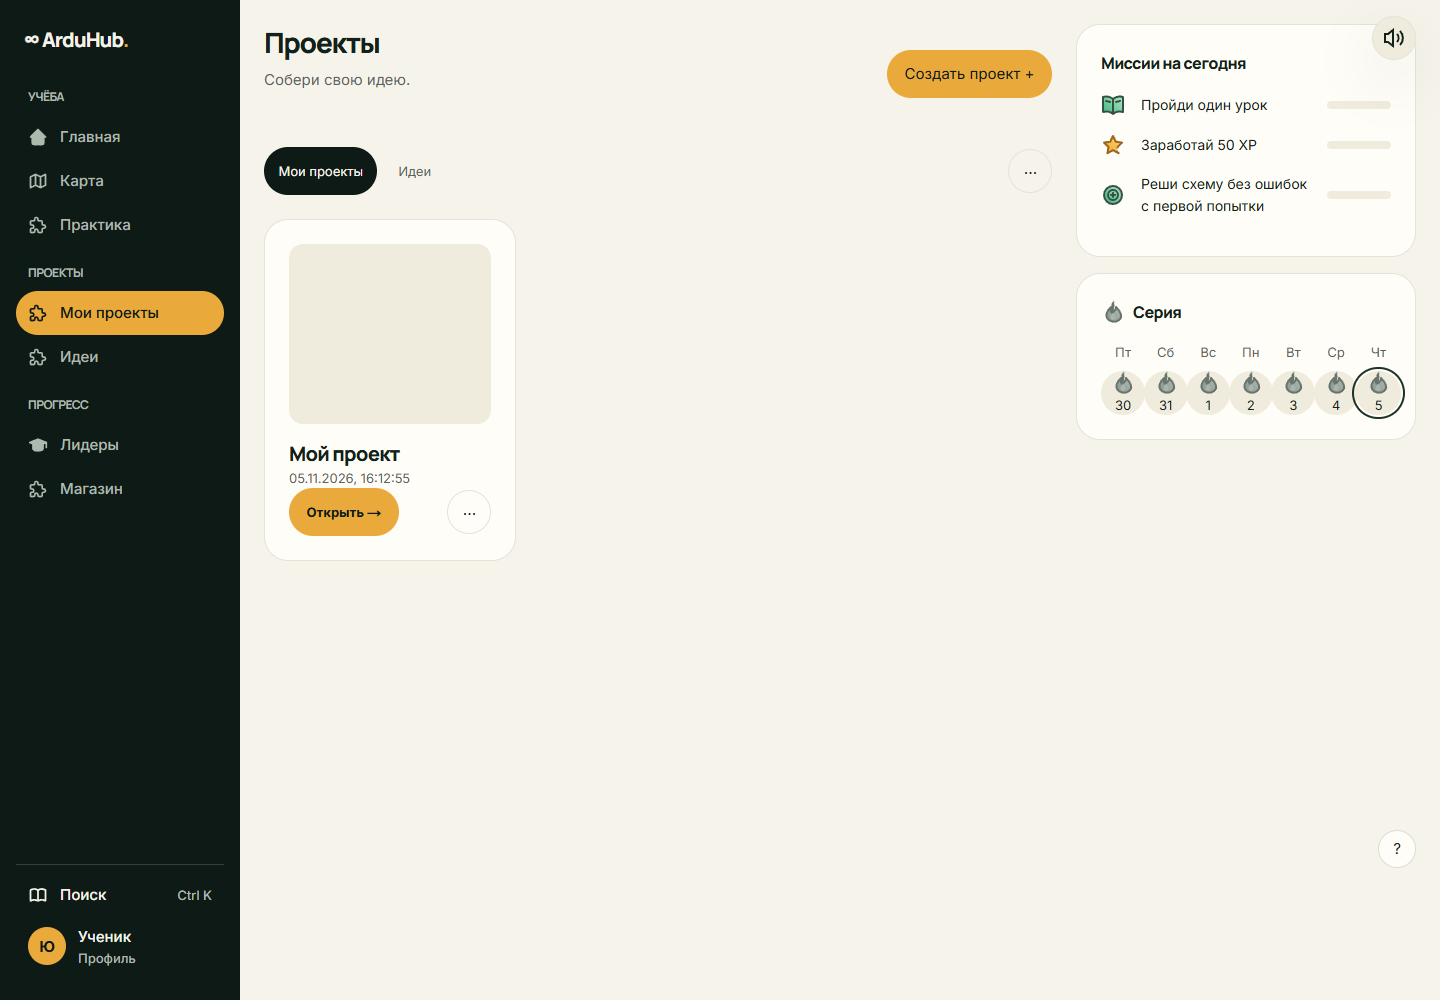 ∞ ArduHub.
УЧЁБА
Главная
Карта
Практика
ПРОЕКТЫ
Мои проекты
Идеи
ПРОГРЕСС
Лидеры
Магазин
Поиск Ctrl K
Ю
Ученик
Профиль
Проекты
Собери свою идею.
Создать проект +
Мои проекты Идеи ...
Мой проект
05.11.2026, 16:12:55
Открыть → ...
Миссии на сегодня
Пройди один урок
Заработай 50 XP
Реши схему без ошибок
с первой попытки
Серия
Пт Сб Вс Пн Вт Ср Чт
30 31 1 2 3 4 5
?